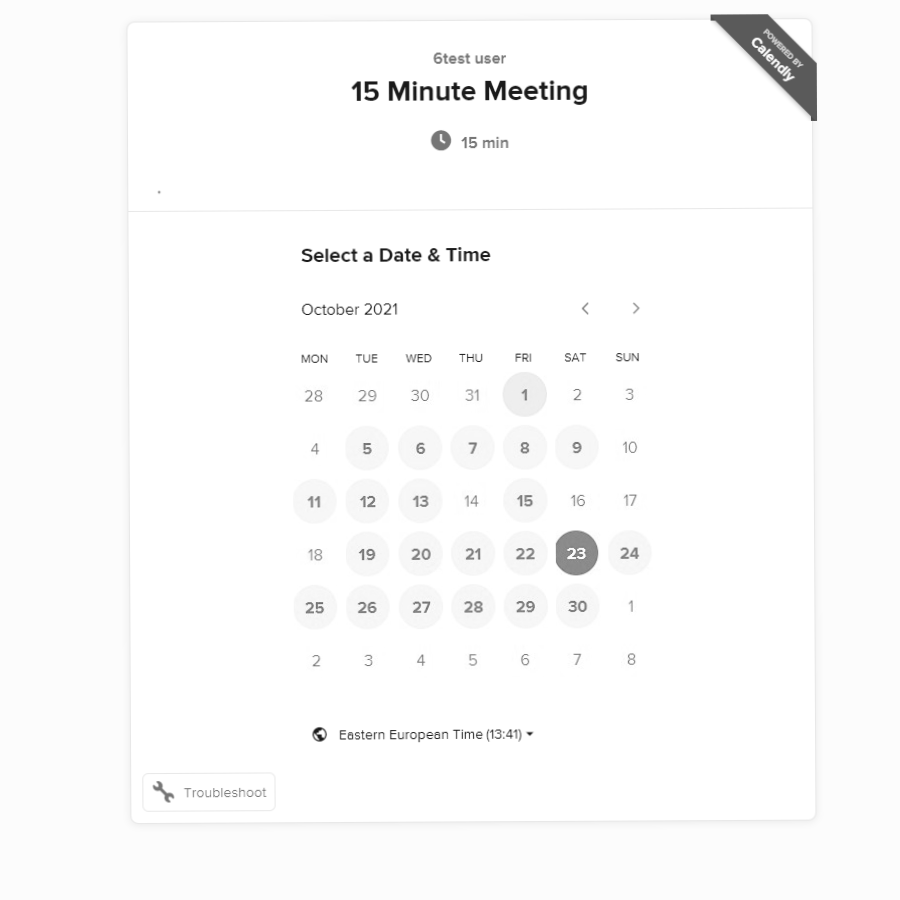 POWERED BY
Calendly
6test user
15 Minute Meeting
15 min
.
Select a Date & Time
October 2021
MON TUE WED THU FRI SAT SUN
28 29 30 31 1 2 3
4 5 6 7 8 9 10
11 12 13 14 15 16 17
18 19 20 21 22 23 24
25 26 27 28 29 30 1
2 3 4 5 6 7 8
Eastern European Time (13:41)
Troubleshoot